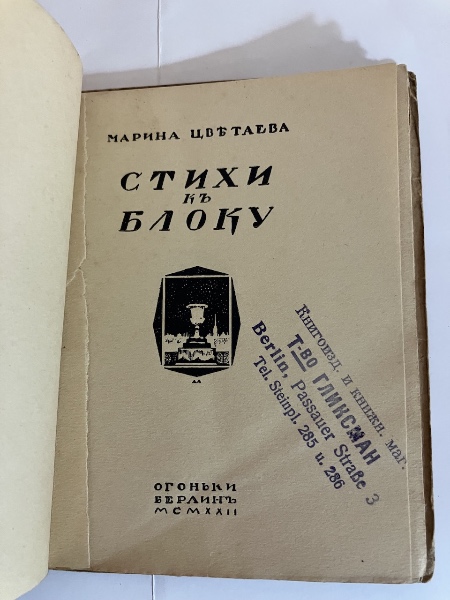 МАРИНА ЦВѢТАЕВА
СТИХИ
КЪ
БЛОКУ
ОГОНЬКИ
БЕРЛИНЪ
MCMXXII
Книгоизд. и книжн. маг.
Т-во ГЛИКСМАН
Berlin, Passauer Straße 3
Tel. Steinpl. 285 u. 286